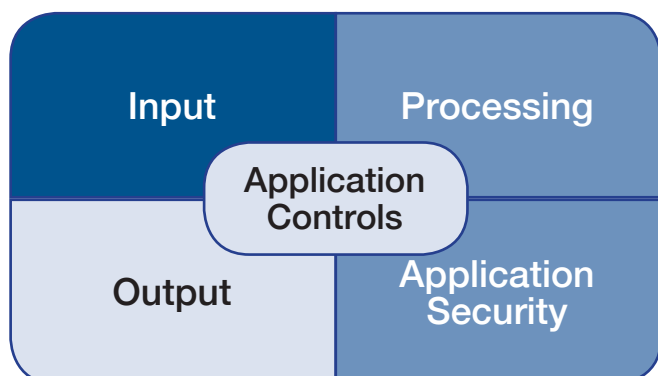 Input
Processing
Application
Controls
Output
Application
Security